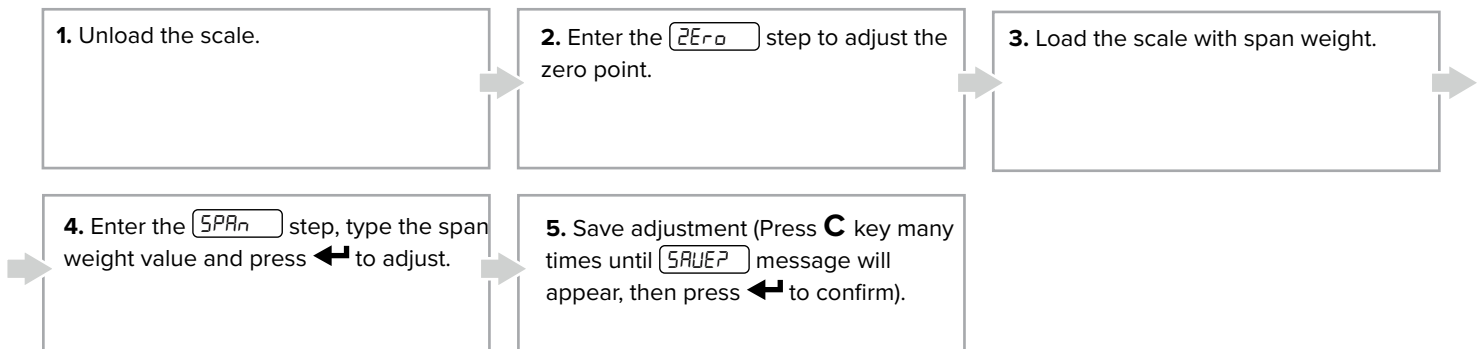 1. Unload the scale.
2. Enter the ZEro step to adjust the
zero point.
3. Load the scale with span weight.
4. Enter the SPAn step, type the span
weight value and press ↵ to adjust.
5. Save adjustment (Press C key many
times until SAVE? message will
appear, then press ↵ to confirm).